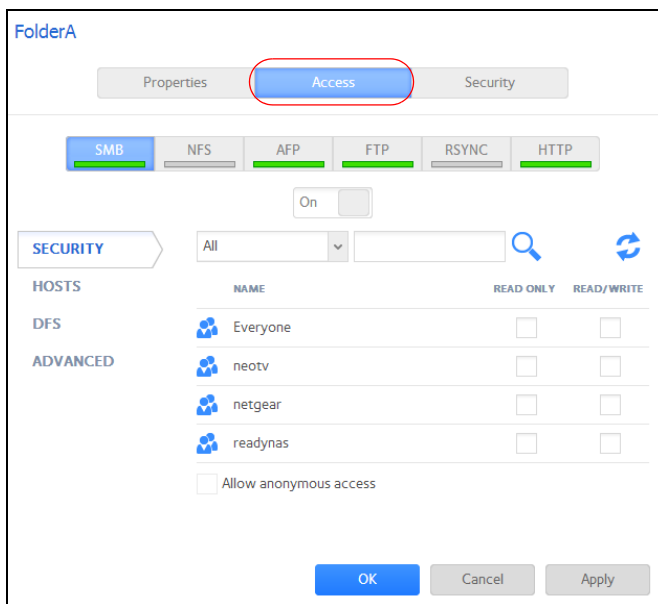 FolderA
Properties Access Security
SMB NFS AFP FTP RSYNC HTTP
On
SECURITY
All
HOSTS
NAME READ ONLY READ/WRITE
DFS
Everyone
ADVANCED
neotv
netgear
readynas
Allow anonymous access
OK Cancel Apply